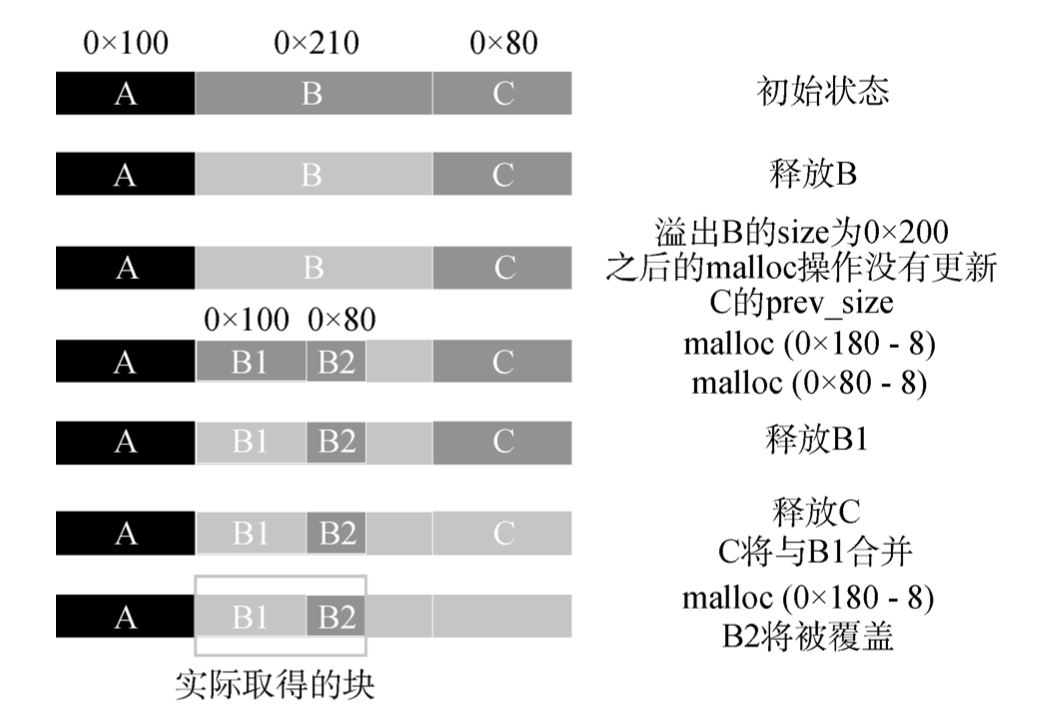 0×100 0×210 0×80
A B C 初始状态
A B C 释放B
溢出B的size为0×200
A B C 之后的malloc操作没有更新
C的prev_size
0×100 0×80
malloc (0×180 - 8)
A B1 B2 C
malloc (0×80 - 8)
A B1 B2 C 释放B1
释放C
A B1 B2 C
C将与B1合并
malloc (0×180 - 8)
A B1 B2
B2将被覆盖
实际取得的块